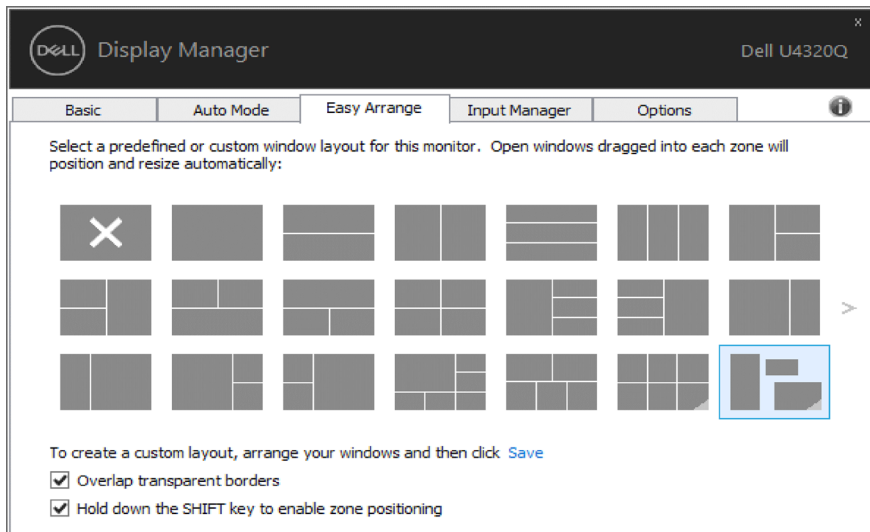 x
DELL Display Manager
Dell U4320Q
Basic Auto Mode Easy Arrange Input Manager Options
Select a predefined or custom window layout for this monitor.  Open windows dragged into each zone will
position and resize automatically:
>
To create a custom layout, arrange your windows and then click Save
Overlap transparent borders
Hold down the SHIFT key to enable zone positioning